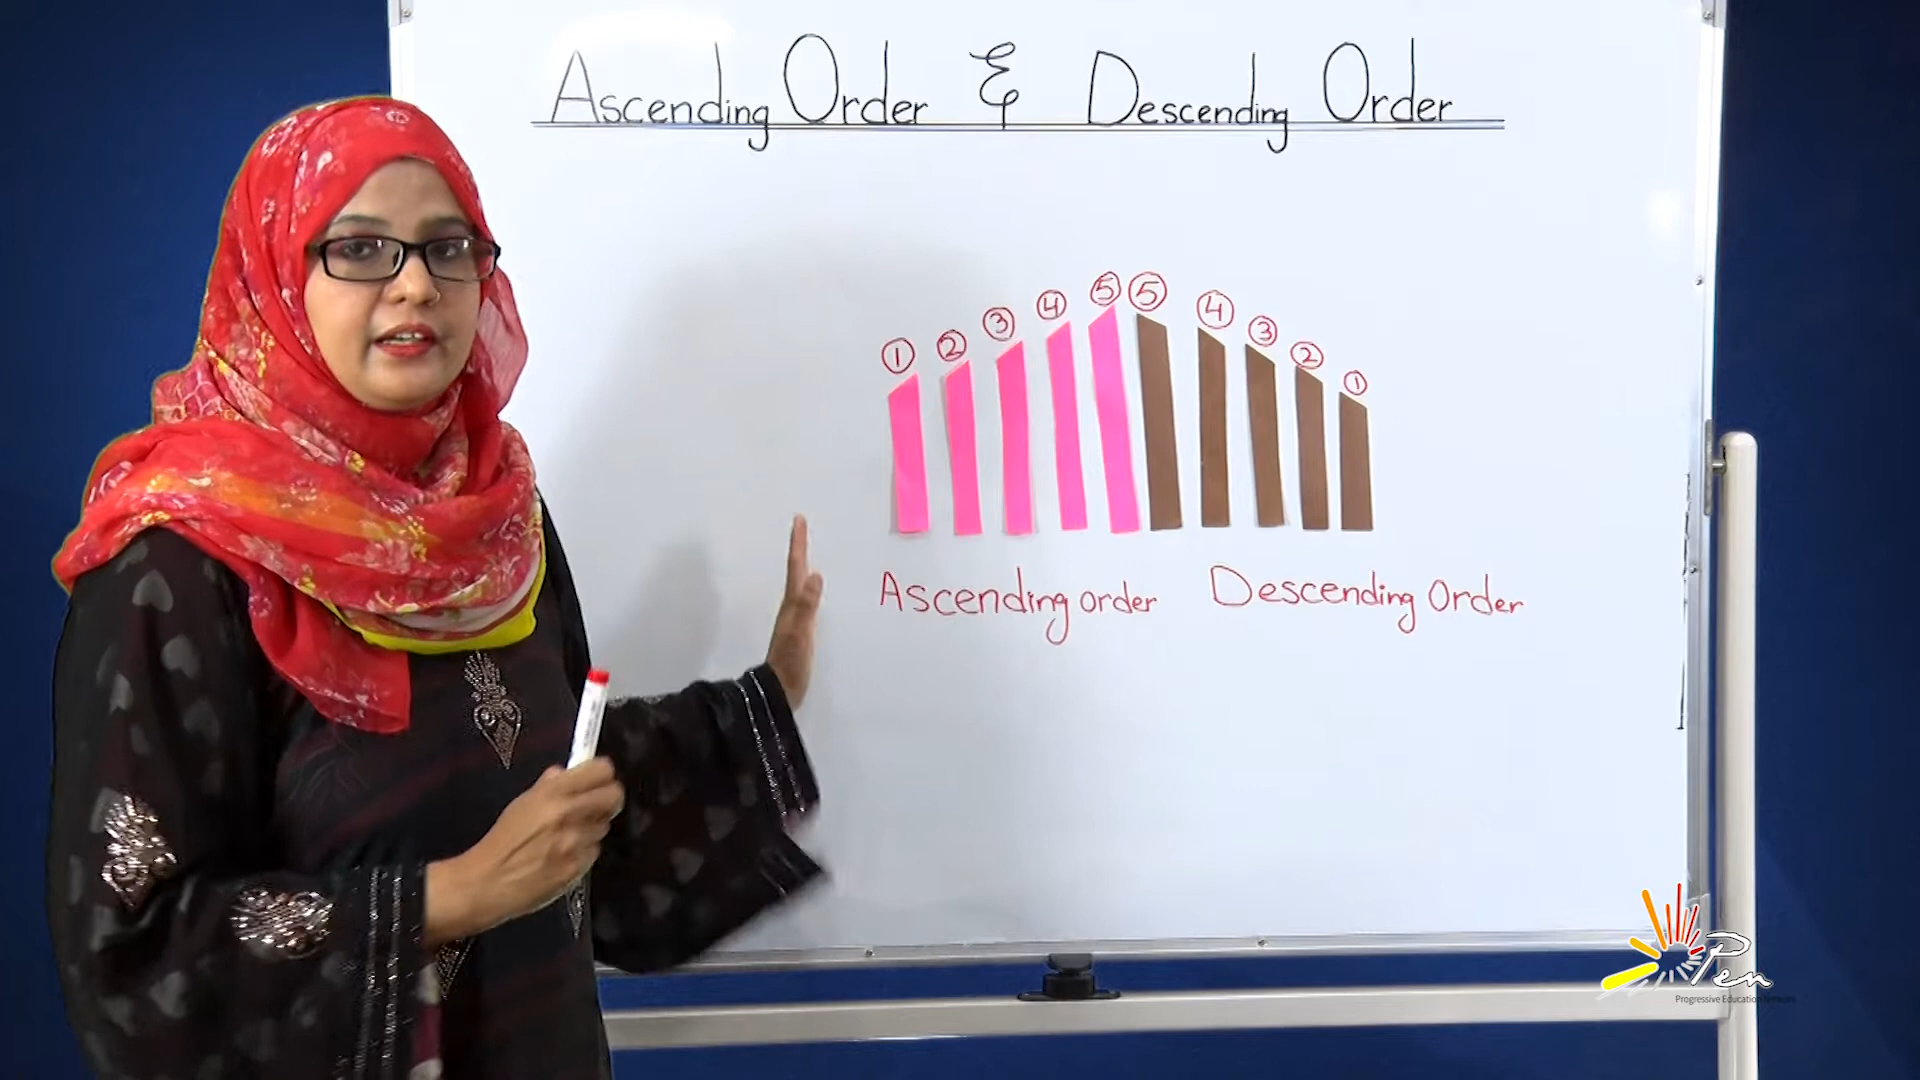 Ascending Order & Descending Order
1 2 3 4 5 5 4 3 2 1
Ascending order Descending Order
Pen
Progressive Education Network